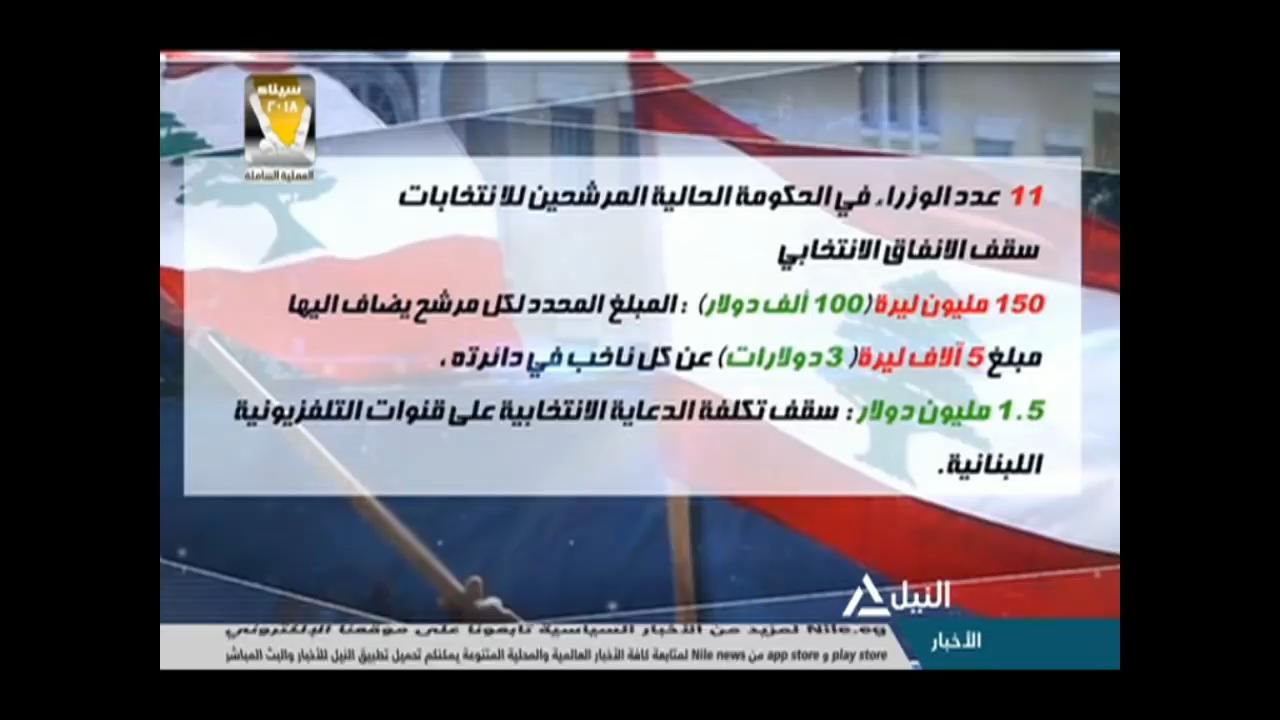 سيناء
٢٠١٨
العملية الشاملة
11 عدد الوزراء في الحكومة الحالية المرشحين للانتخابات
سقف الانفاق الانتخابي
150 مليون ليرة (100 ألف دولار) : المبلغ المحدد لكل مرشح يضاف اليها
مبلغ 5 آلاف ليرة (3 دولارات) عن كل ناخب في دائرته .
1.5 مليون دولار : سقف تكلفة الدعاية الانتخابية على قنوات التلفزيونية
اللبنانية.
النيل
الأخبار
لمزيد من الأخبار السياسية تابعونا على موقعنا الإلكتروني Nile.eg
لمتابعة كافة الأخبار العالمية والمحلية المتنوعة يمكنكم تحميل تطبيق النيل للأخبار والبث المباشر Nile news من app store و play store